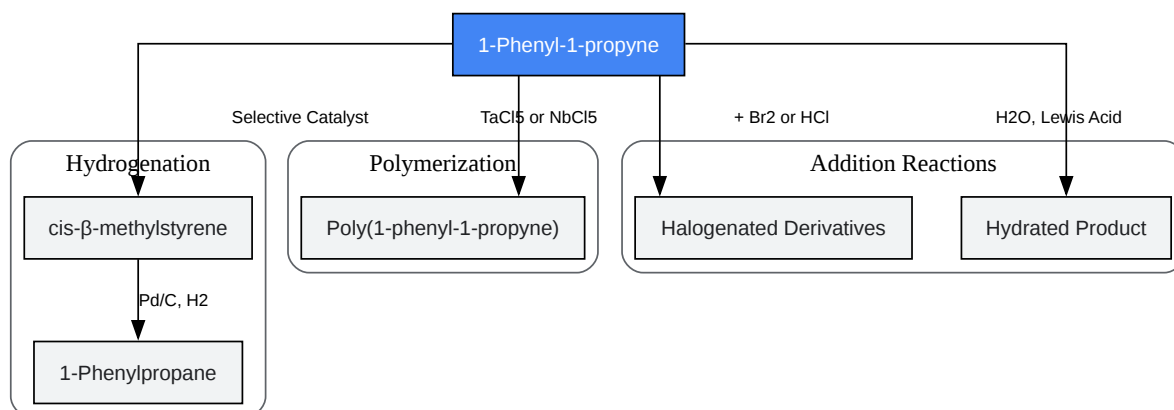 1-Phenyl-1-propyne
Selective Catalyst
TaCl5 or NbCl5
+ Br2 or HCl
H2O, Lewis Acid
Hydrogenation
Polymerization
Addition Reactions
cis-β-methylstyrene
Poly(1-phenyl-1-propyne)
Halogenated Derivatives
Hydrated Product
Pd/C, H2
1-Phenylpropane